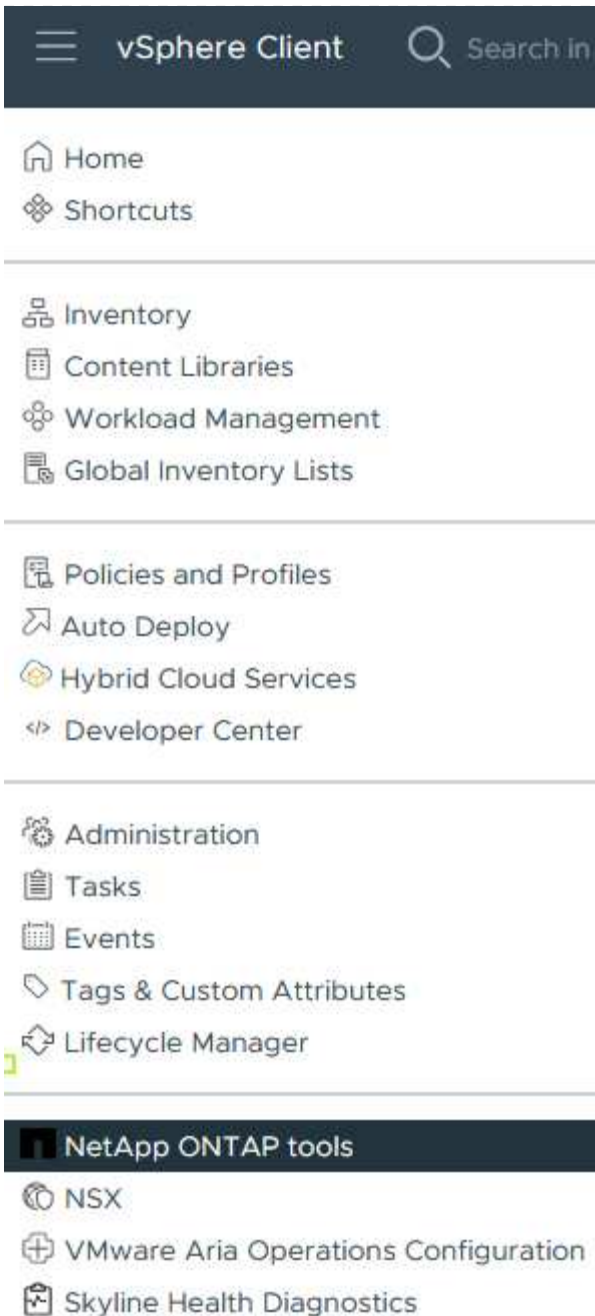 vSphere Client Search in
Home
Shortcuts
Inventory
Content Libraries
Workload Management
Global Inventory Lists
Policies and Profiles
Auto Deploy
Hybrid Cloud Services
Developer Center
Administration
Tasks
Events
Tags & Custom Attributes
Lifecycle Manager
NetApp ONTAP tools
NSX
VMware Aria Operations Configuration
Skyline Health Diagnostics